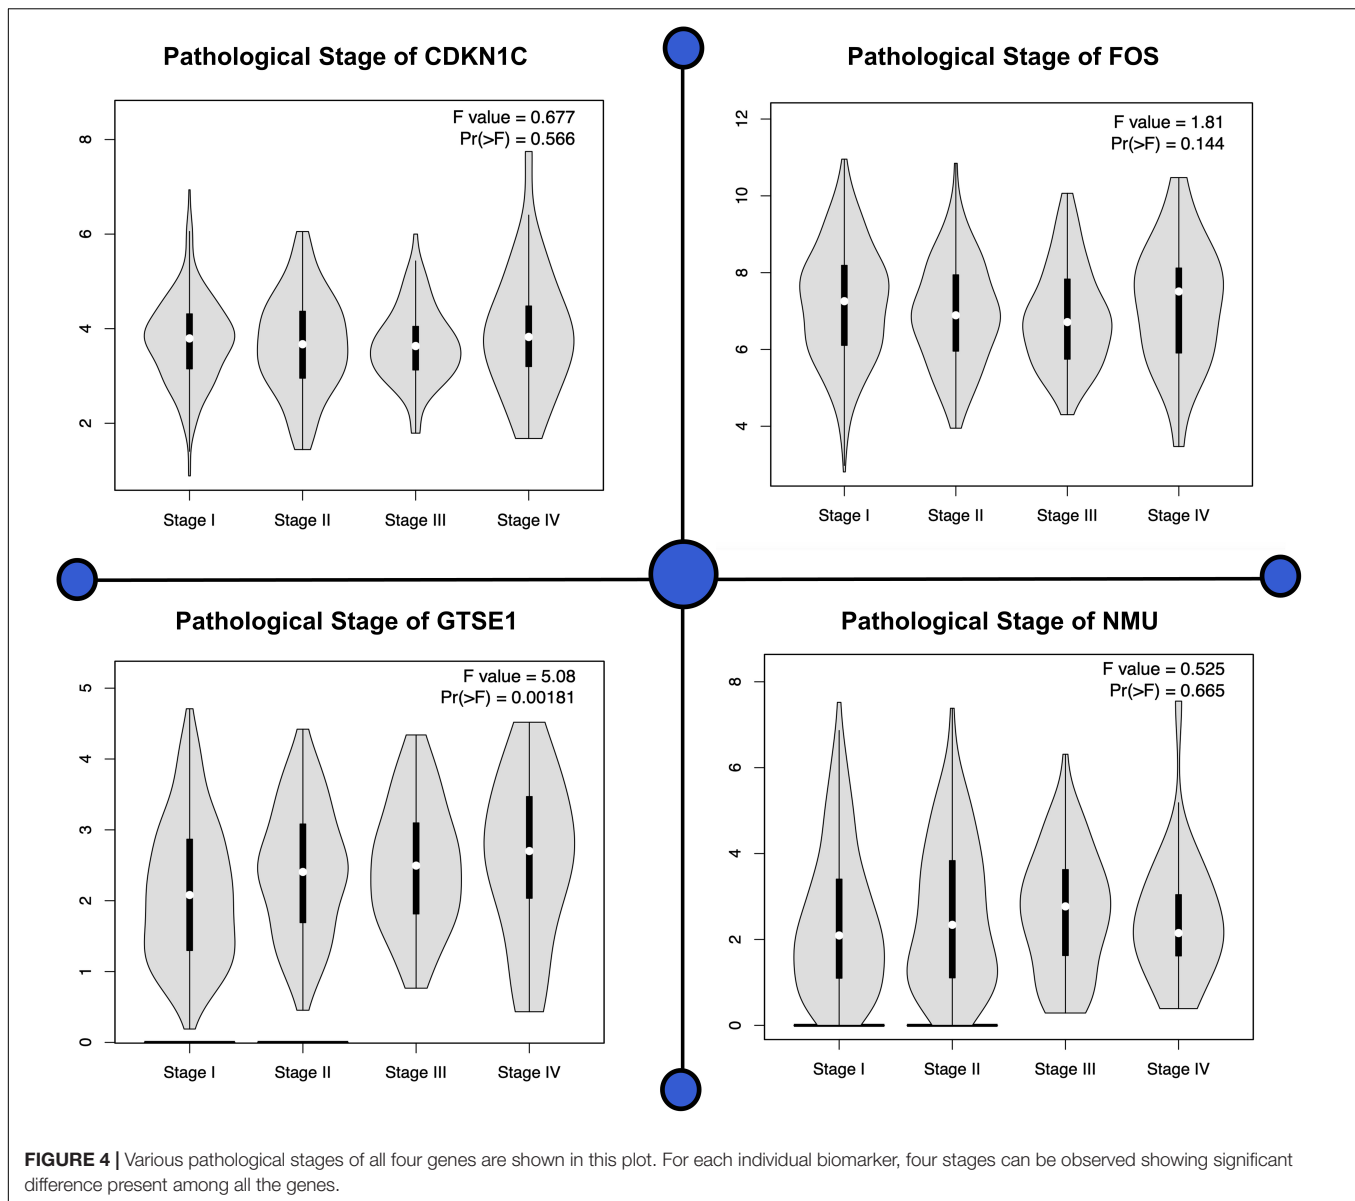 Pathological Stage of CDKN1C
F value = 0.677
Pr(>F) = 0.566
8
6
4
2
Stage I Stage II Stage III Stage IV
Pathological Stage of FOS
F value = 1.81
Pr(>F) = 0.144
12
10
8
6
4
Stage I Stage II Stage III Stage IV
Pathological Stage of GTSE1
F value = 5.08
Pr(>F) = 0.00181
5
4
3
2
1
0
Stage I Stage II Stage III Stage IV
Pathological Stage of NMU
F value = 0.525
Pr(>F) = 0.665
8
6
4
2
0
Stage I Stage II Stage III Stage IV
FIGURE 4 | Various pathological stages of all four genes are shown in this plot. For each individual biomarker, four stages can be observed showing significant
difference present among all the genes.